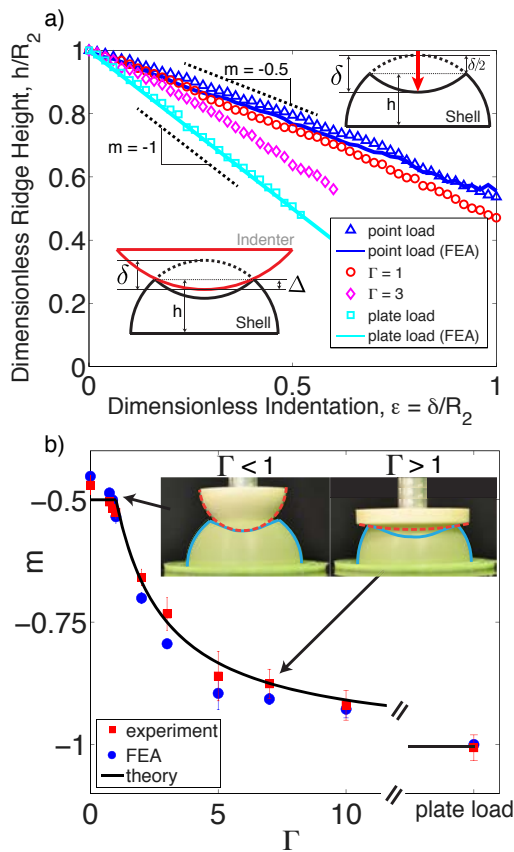 a)
Dimensionless Ridge Height, h/R₂
1
0.8
0.6
0.4
0.2
0
m = -0.5
m = -1
δ
δ/2
h
Shell
Indenter
δ
Δ
h
Shell
point load
point load (FEA)
Γ = 1
Γ = 3
plate load
plate load (FEA)
0
0.5
1
Dimensionless Indentation, ε = δ/R₂
b)
Γ < 1
Γ > 1
m
−0.5
−0.75
−1
experiment
FEA
theory
0
5
10
plate load
Γ